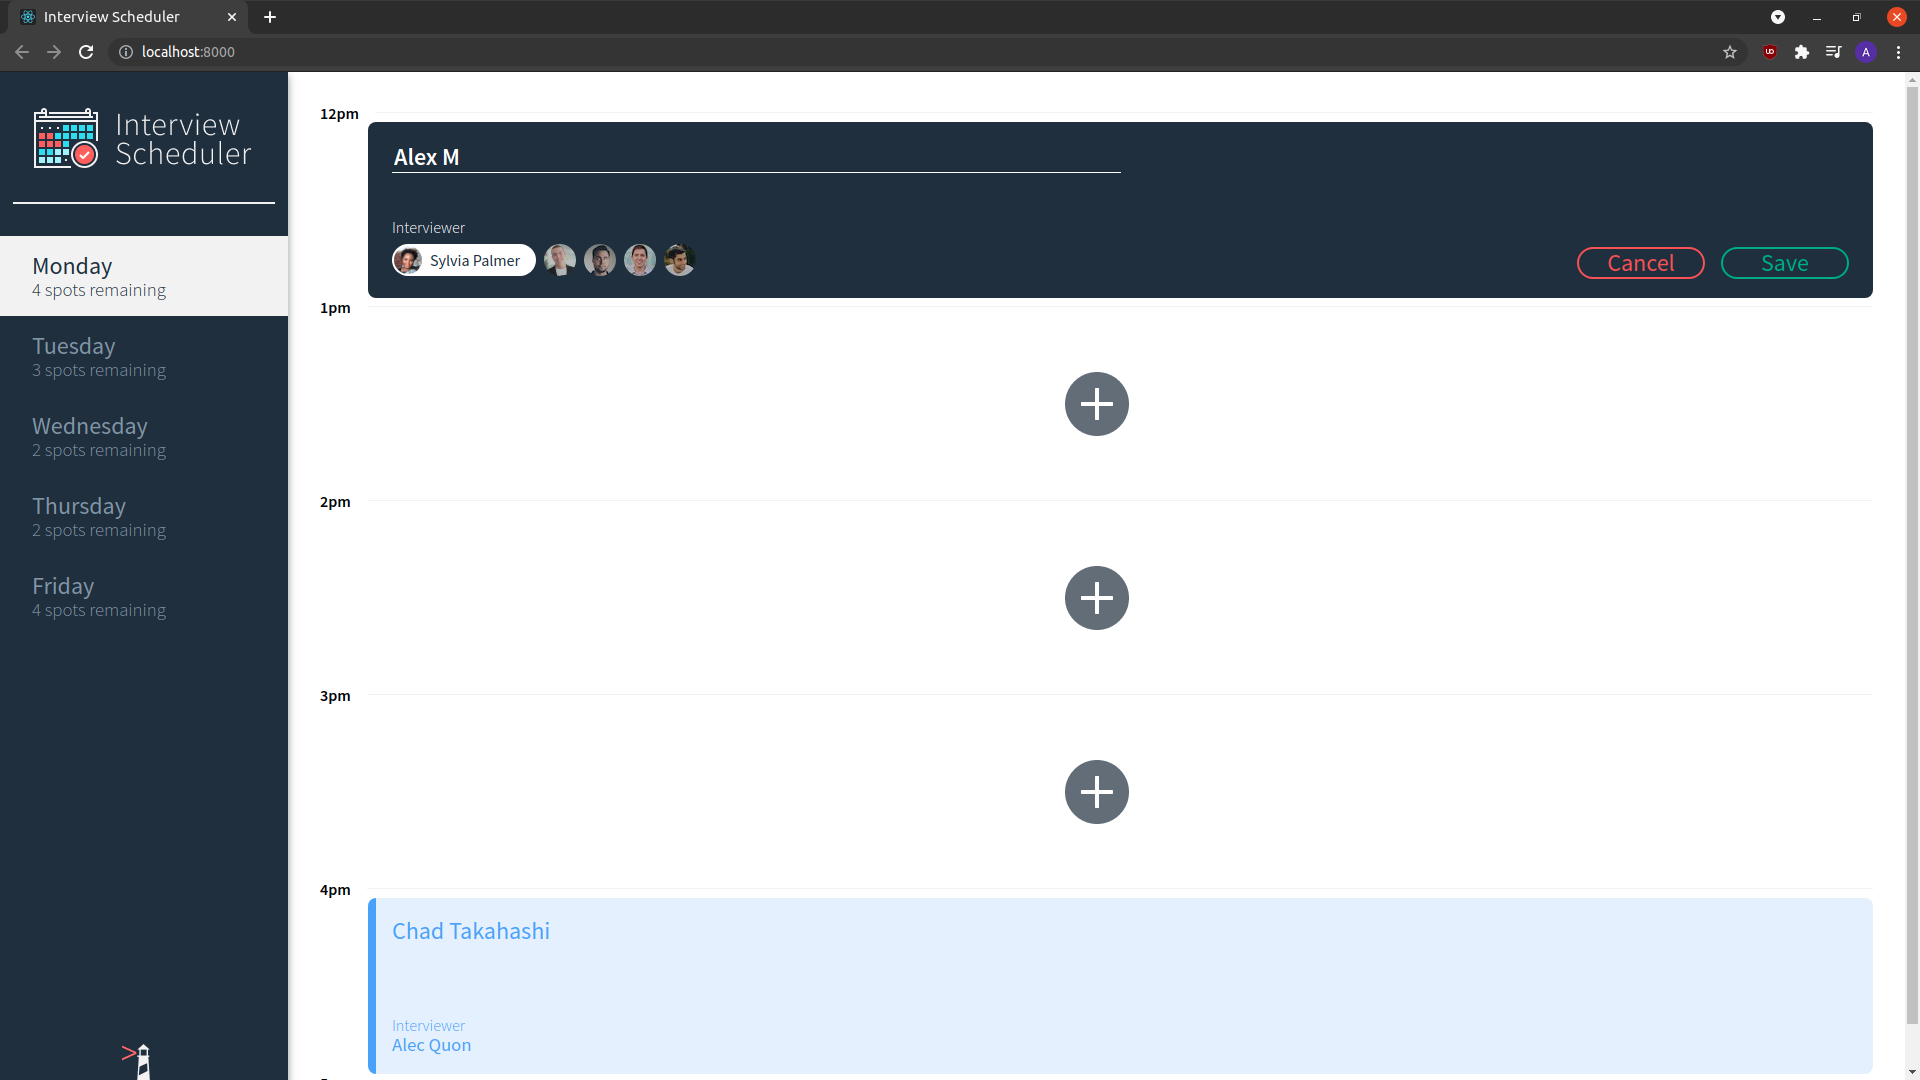 Interview Scheduler
localhost:8000
A
Interview
Scheduler
Monday
4 spots remaining
Tuesday
3 spots remaining
Wednesday
2 spots remaining
Thursday
2 spots remaining
Friday
4 spots remaining
12pm
Alex M
Interviewer
Sylvia Palmer
Cancel
Save
1pm
2pm
3pm
4pm
Chad Takahashi
Interviewer
Alec Quon